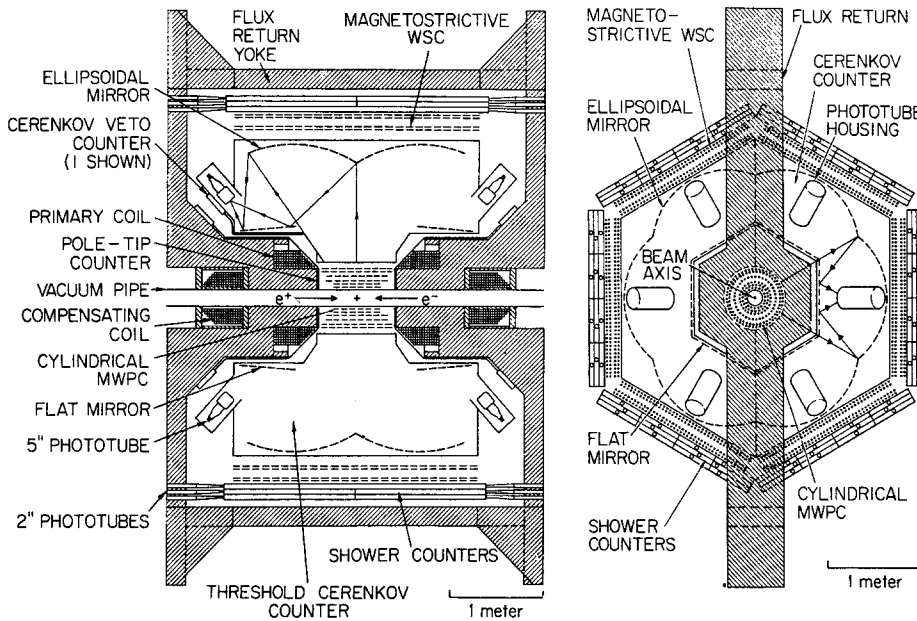 FLUX
RETURN
YOKE
MAGNETOSTRICTIVE
WSC
ELLIPSOIDAL
MIRROR
CERENKOV VETO
COUNTER
(1 SHOWN)
PRIMARY COIL
POLE-TIP
COUNTER
VACUUM PIPE
COMPENSATING
COIL
CYLINDRICAL
MWPC
FLAT MIRROR
5" PHOTOTUBE
2" PHOTOTUBES
e+ e-
SHOWER COUNTERS
THRESHOLD CERENKOV
COUNTER
1 meter
MAGNETO-
STRICTIVE WSC
FLUX RETURN
CERENKOV
COUNTER
PHOTOTUBE
HOUSING
ELLIPSOIDAL
MIRROR
BEAM
AXIS
FLAT
MIRROR
CYLINDRICAL
MWPC
SHOWER
COUNTERS
1 meter